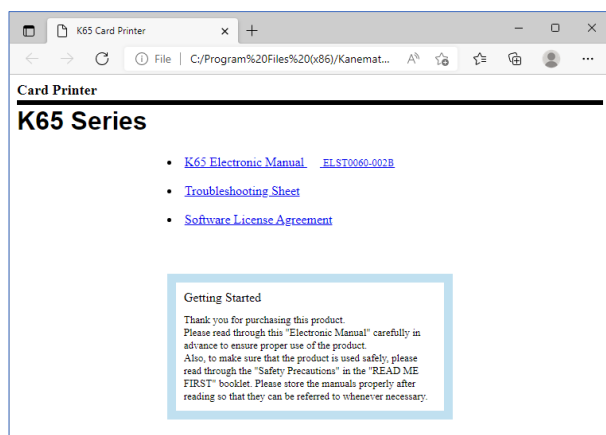 K65 Card Printer
File | C:/Program%20Files%20(x86)/Kanemat...
Card Printer
K65 Series
K65 Electronic Manual ELST0060-002B
Troubleshooting Sheet
Software License Agreement
Getting Started
Thank you for purchasing this product.
Please read through this "Electronic Manual" carefully in
advance to ensure proper use of the product.
Also, to make sure that the product is used safely, please
read through the "Safety Precautions" in the "READ ME
FIRST" booklet. Please store the manuals properly after
reading so that they can be referred to whenever necessary.